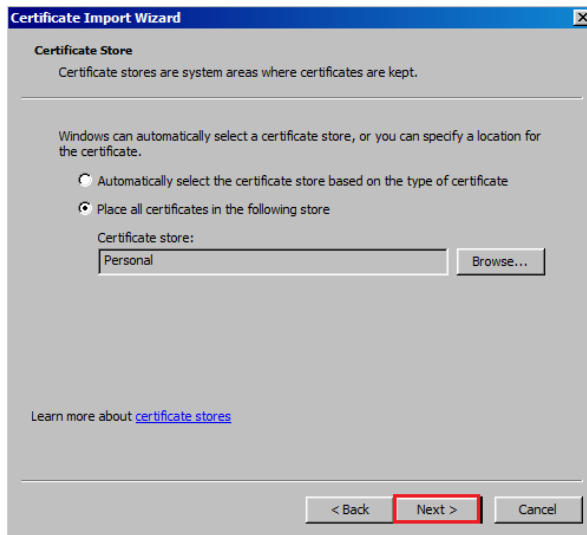 Certificate Import Wizard
Certificate Store
Certificate stores are system areas where certificates are kept.
Windows can automatically select a certificate store, or you can specify a location for
the certificate.
Automatically select the certificate store based on the type of certificate
Place all certificates in the following store
Certificate store:
Personal
Browse...
Learn more about certificate stores
< Back
Next >
Cancel